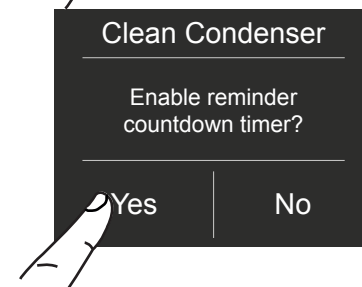 Clean Condenser
Enable reminder
countdown timer?
Yes
No